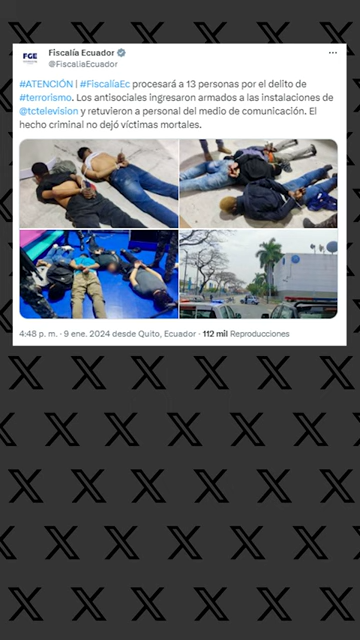 FGE
Fiscalía Ecuador
@FiscaliaEcuador
#ATENCIÓN | #FiscalíaEc procesará a 13 personas por el delito de
#terrorismo. Los antisociales ingresaron armados a las instalaciones de
@tctelevision y retuvieron a personal del medio de comunicación. El
hecho criminal no dejó víctimas mortales.
4:48 p. m. · 9 ene. 2024 desde Quito, Ecuador · 112 mil Reproducciones